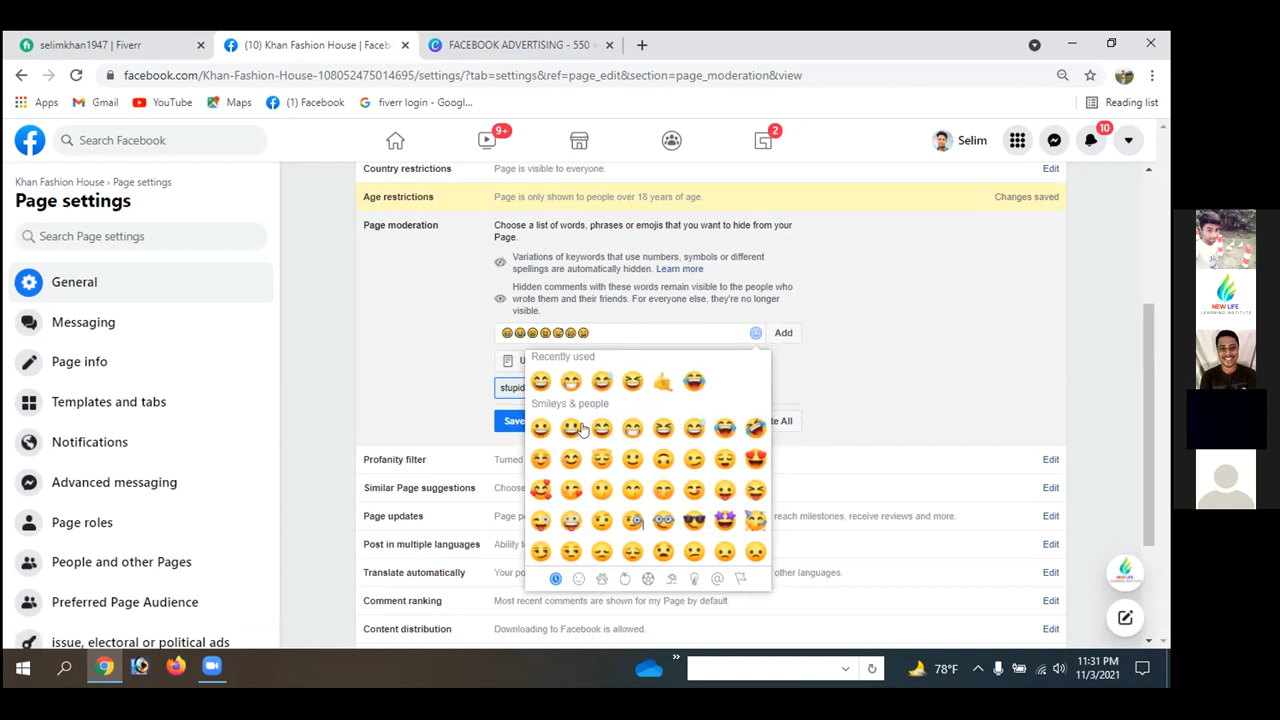 selimkhan1947 | Fiverr
(10) Khan Fashion House | Faceb
FACEBOOK ADVERTISING - 550
facebook.com/Khan-Fashion-House-108052475014695/settings/?tab=settings&ref=page_edit&section=page_moderation&view
Apps
Gmail
YouTube
Maps
(1) Facebook
fiverr login - Googl...
Reading list
Search Facebook
9+
2
Selim
10
Khan Fashion House › Page settings
Page settings
Search Page settings
General
Messaging
Page info
Templates and tabs
Notifications
Advanced messaging
Page roles
People and other Pages
Preferred Page Audience
issue, electoral or political ads
Country restrictions
Page is visible to everyone.
Edit
Age restrictions
Page is only shown to people over 18 years of age.
Changes saved
Page moderation
Choose a list of words, phrases or emojis that you want to hide from your
Page.
Variations of keywords that use numbers, symbols or different
spellings are automatically hidden. Learn more
Hidden comments with these words remain visible to the people who
wrote them and their friends. For everyone else, they're no longer
visible.
Add
U
Recently used
stupid
Smileys & people
Save
te All
Profanity filter
Turned
Edit
Similar Page suggestions
Choose
Edit
Page updates
Page p
reach milestones, receive reviews and more.
Edit
Post in multiple languages
Ability
Edit
Translate automatically
Your po
other languages.
Edit
Comment ranking
Most recent comments are shown for my Page by default
Edit
Content distribution
Downloading to Facebook is allowed.
Edit
NEW LIFE
LEARNING INSTITUTE
NEW LIFE
78°F
11:31 PM
11/3/2021